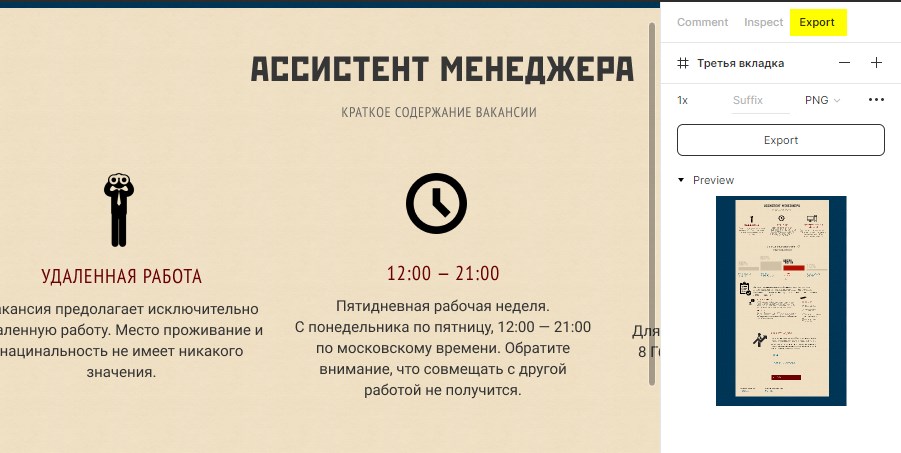 Comment Inspect Export
АССИСТЕНТ МЕНЕДЖЕРА
Третья вкладка
КРАТКОЕ СОДЕРЖАНИЕ ВАКАНСИИ
1x Suffix PNG
Export
Preview
УДАЛЕННАЯ РАБОТА
акансия предполагает исключительно
аленную работу. Место проживание и
нацинальность не имеет никакого
значения.
12:00 — 21:00
Пятидневная рабочая неделя.
С понедельника по пятницу, 12:00 — 21:00
по московскому времени. Обратите
внимание, что совмещать с другой
работой не получится.
Для
8 Г